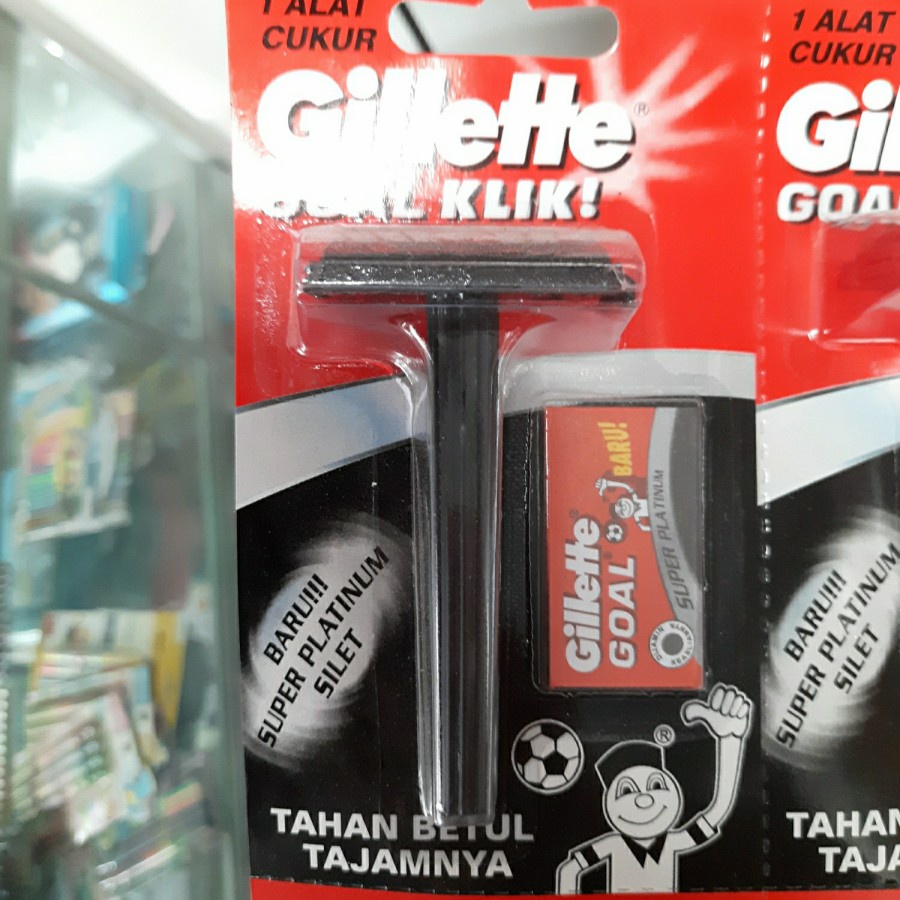 1 ALAT
CUKUR
Gillette®
GOAL KLIK!
BARU!!!
SUPER PLATINUM
SILET
BARU!
Gillette®
GOAL®
SUPER PLATINUM
®
TAHAN BETUL
TAJAMNYA
1 ALAT
CUKUR
Gil
GOA
BARU!!!
SUPER PLATINUM
SILET
TAHAN
TAJA